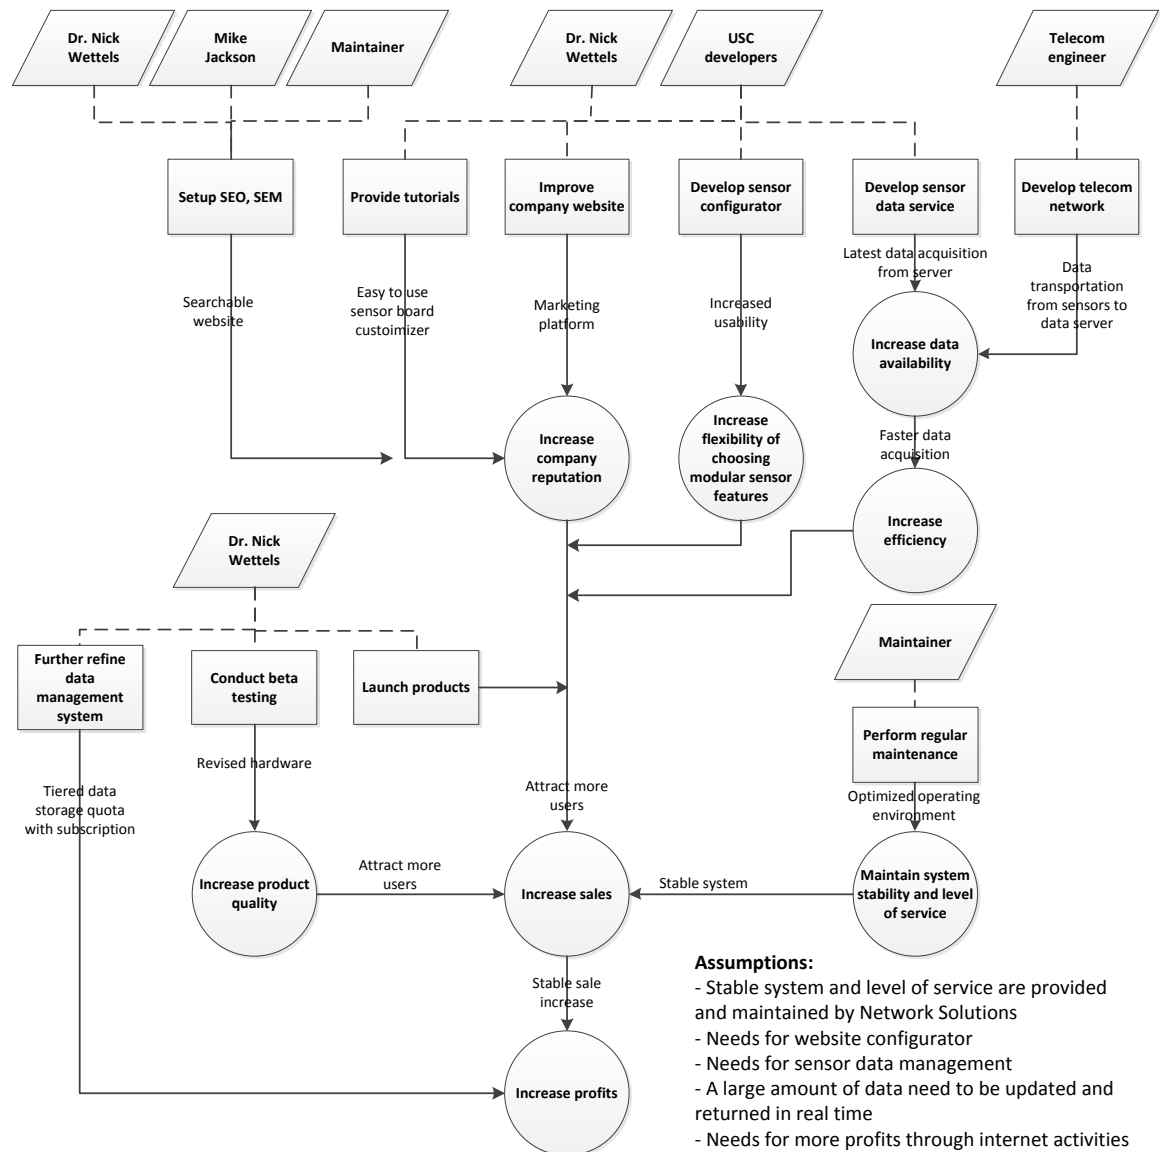 Dr. Nick
Wettels
Mike
Jackson
Maintainer
Dr. Nick
Wettels
USC
developers
Telecom
engineer
Setup SEO, SEM
Provide tutorials
Improve
company website
Develop sensor
configurator
Develop sensor
data service
Develop telecom
network
Latest data acquisition
from server
Searchable
website
Easy to use
sensor board
custoimizer
Marketing
platform
Increased
usability
Data
transportation
from sensors to
data server
Increase data
availability
Increase
company
reputation
Increase
flexibility of
choosing
modular sensor
features
Faster data
acquisition
Increase
efficiency
Dr. Nick
Wettels
Maintainer
Further refine
data
management
system
Conduct beta
testing
Launch products
Perform regular
maintenance
Revised hardware
Tiered data
storage quota
with subscription
Attract more
users
Optimized operating
environment
Increase product
quality
Attract more
users
Increase sales
Stable system
Maintain system
stability and level
of service
Stable sale
increase
Increase profits
Assumptions:
- Stable system and level of service are provided
and maintained by Network Solutions
- Needs for website configurator
- Needs for sensor data management
- A large amount of data need to be updated and
returned in real time
- Needs for more profits through internet activities